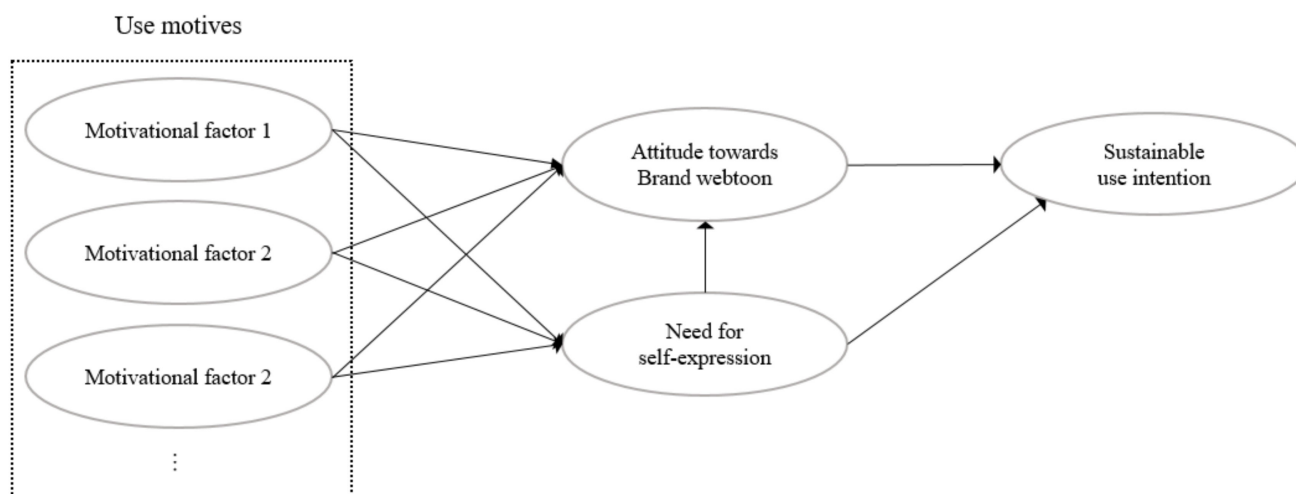 Use motives
Motivational factor 1
Motivational factor 2
Motivational factor 2
⋮
Attitude towards
Brand webtoon
Need for
self-expression
Sustainable
use intention